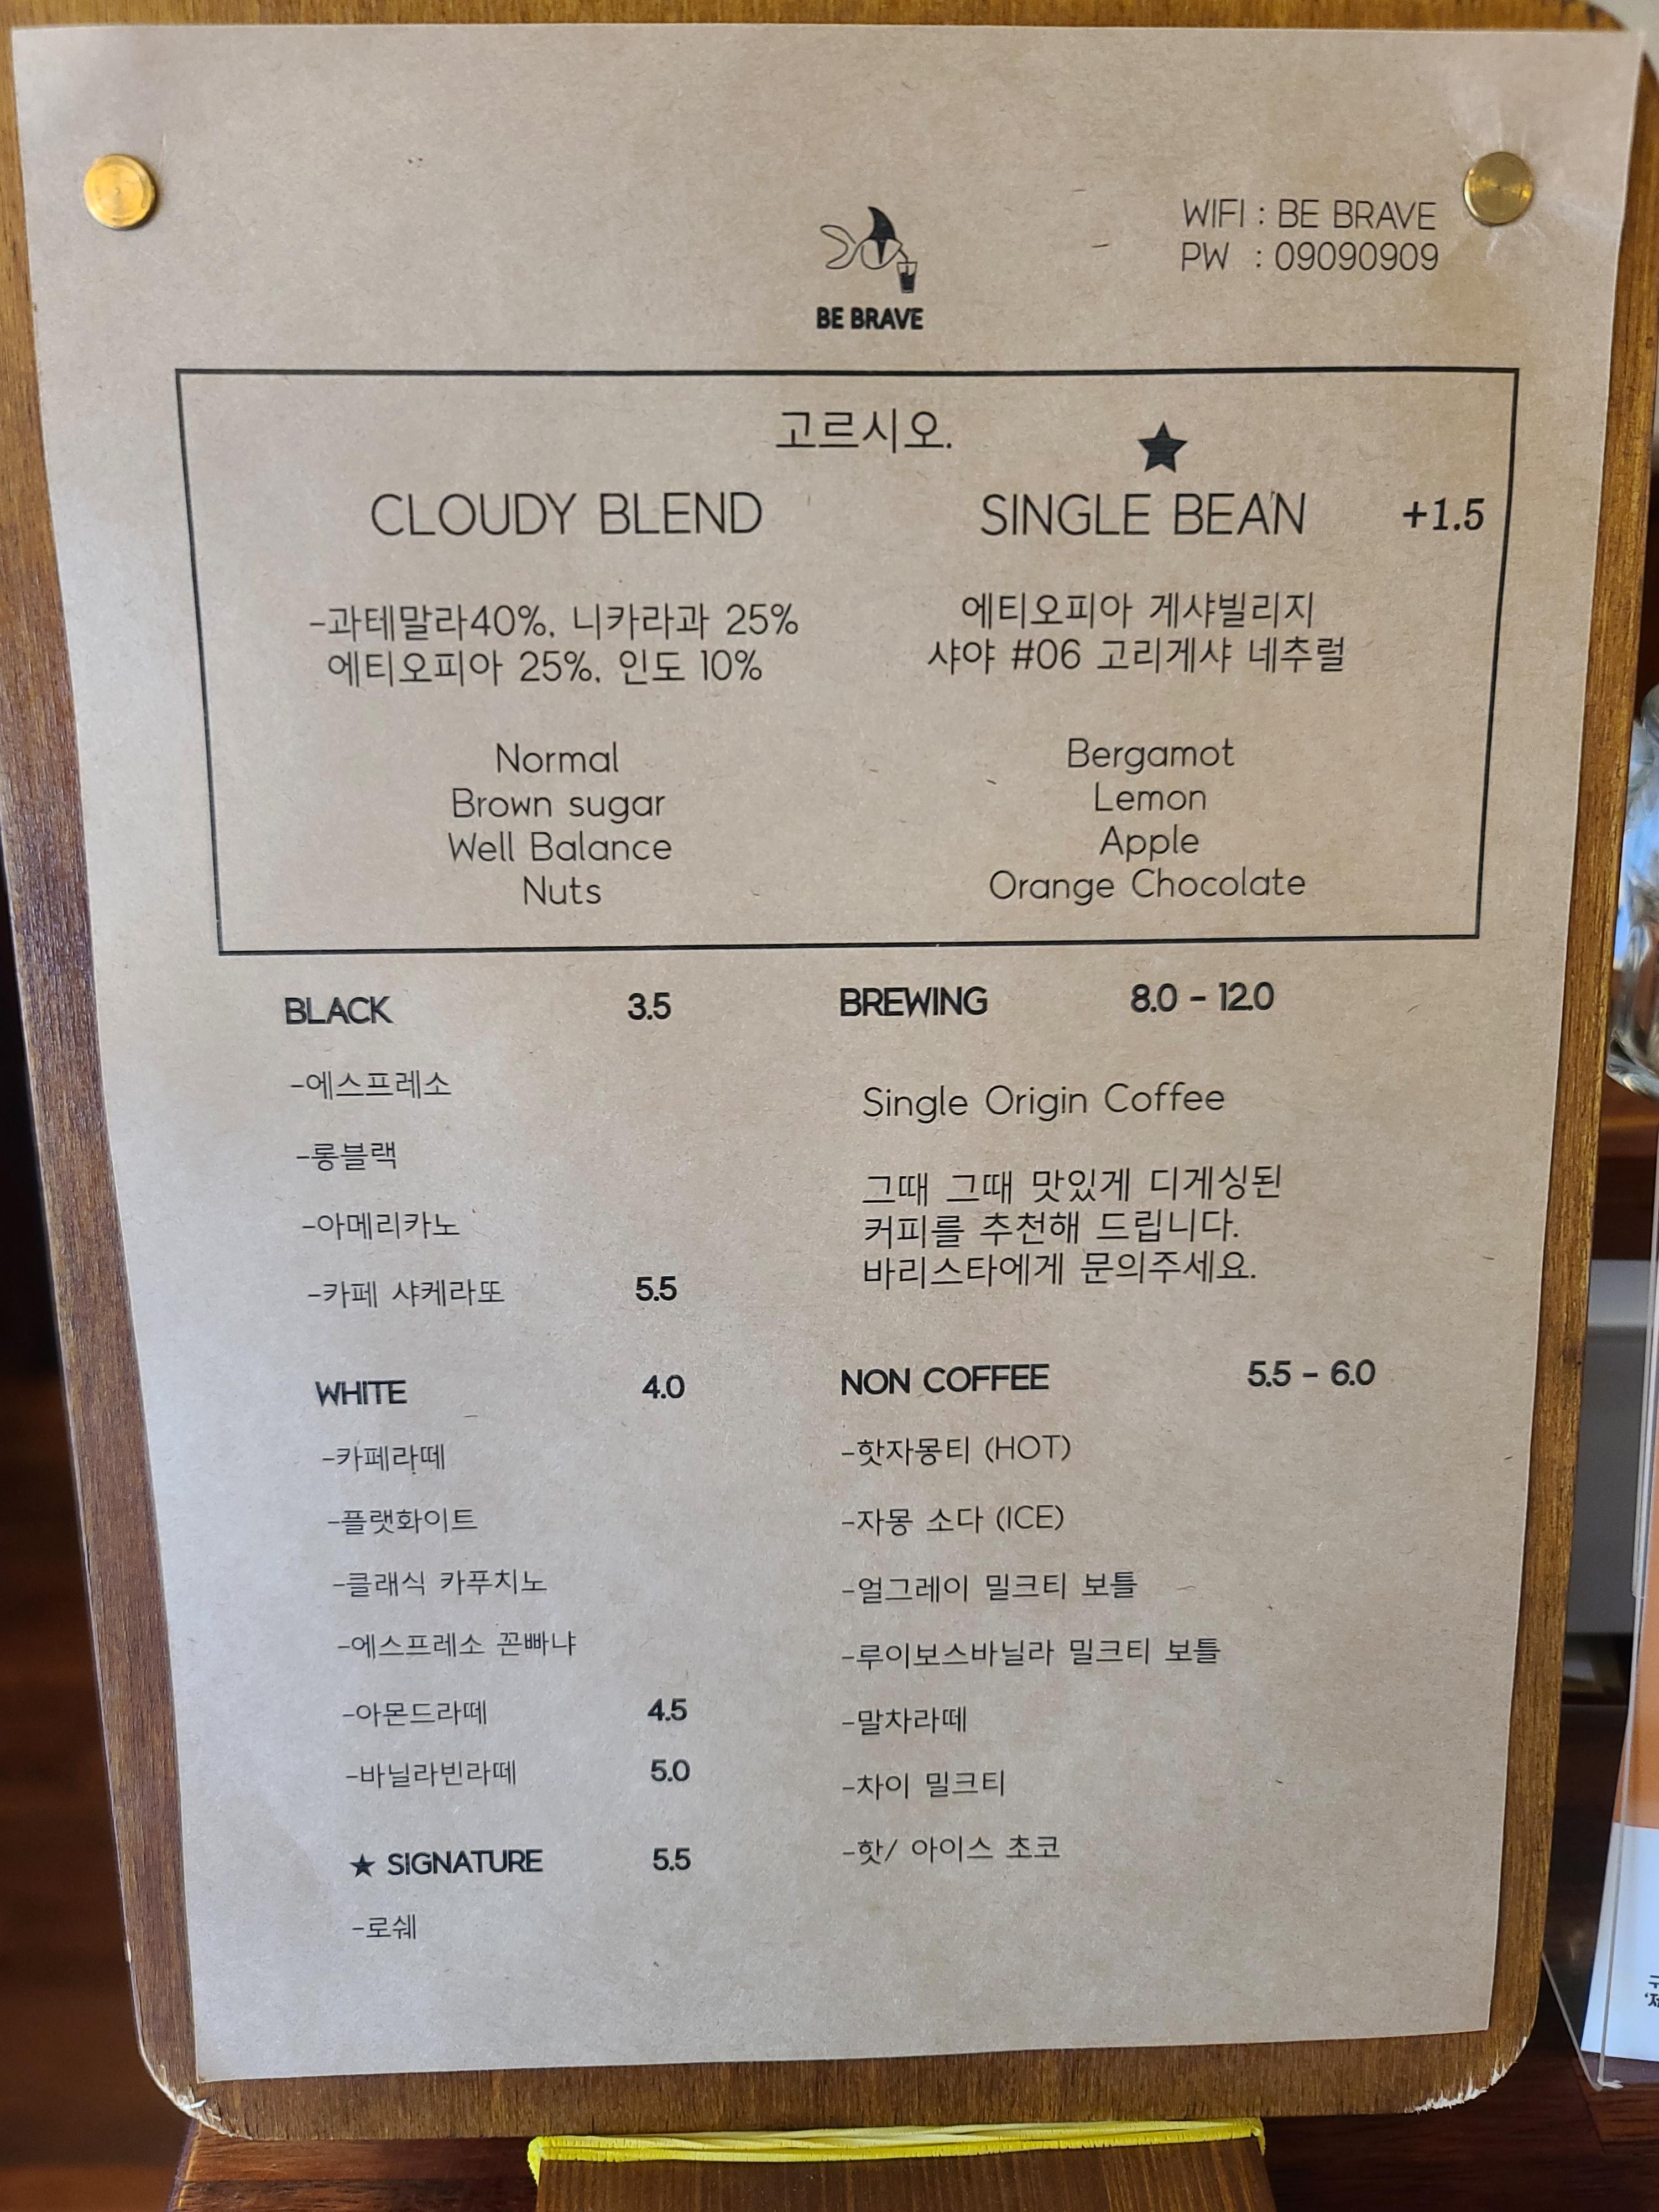 WIFI : BE BRAVE
PW : 09090909
BE BRAVE
고르시오.
★
CLOUDY BLEND
-과테말라40%, 니카라과 25%
에티오피아 25%, 인도 10%
Normal
Brown sugar
Well Balance
Nuts
SINGLE BEAN +1.5
에티오피아 게샤빌리지
샤야 #06 고리게샤 네추럴
Bergamot
Lemon
Apple
Orange Chocolate
BLACK 3.5
-에스프레소
-롱블랙
-아메리카노
-카페 샤케라또 5.5
WHITE 4.0
-카페라떼
-플랫화이트
-클래식 카푸치노
-에스프레소 꼰빠냐
-아몬드라떼 4.5
-바닐라빈라떼 5.0
★ SIGNATURE 5.5
-로쉐
BREWING 8.0 - 12.0
Single Origin Coffee
그때 그때 맛있게 디게싱된
커피를 추천해 드립니다.
바리스타에게 문의주세요.
NON COFFEE 5.5 - 6.0
-핫자몽티 (HOT)
-자몽 소다 (ICE)
-얼그레이 밀크티 보틀
-루이보스바닐라 밀크티 보틀
-말차라떼
-차이 밀크티
-핫/ 아이스 초코